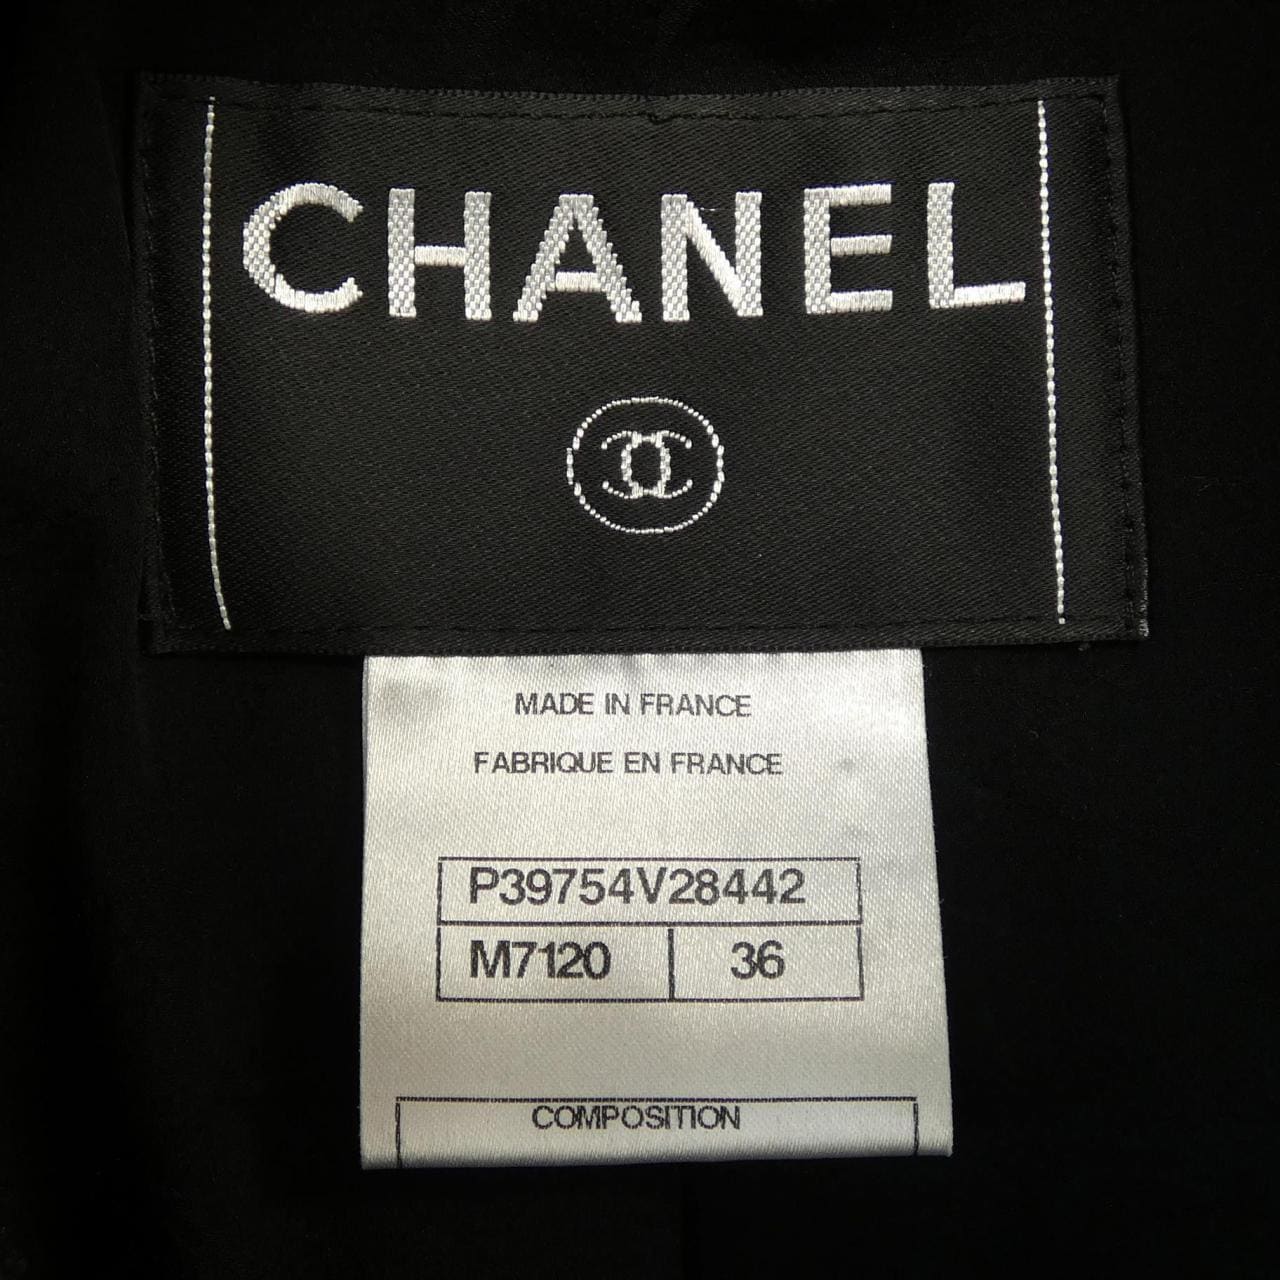 CHANEL
MADE IN FRANCE
FABRIQUE EN FRANCE
P39754V28442
M7120 36
COMPOSITION